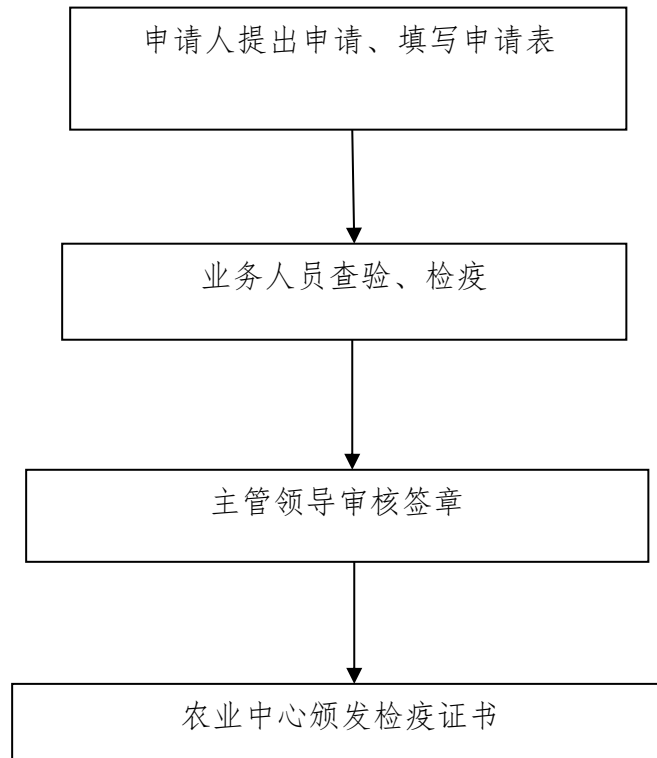 申请人提出申请、填写申请表
业务人员查验、检疫
主管领导审核签章
农业中心颁发检疫证书